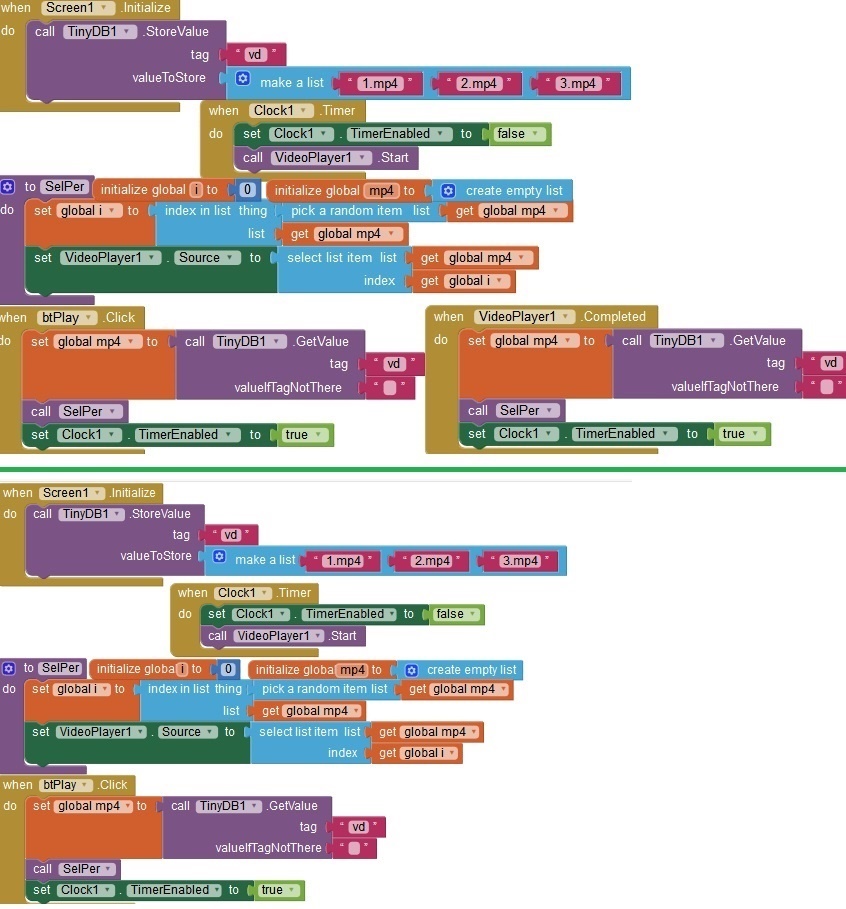 when Screen1 .Initialize
do call TinyDB1 .StoreValue
tag " vd "
valueToStore make a list " 1.mp4 " " 2.mp4 " " 3.mp4 "
when Clock1 .Timer
do set Clock1 . TimerEnabled to false
call VideoPlayer1 .Start
to SelPer initialize global i to 0 initialize global mp4 to create empty list
do set global i to index in list thing pick a random item list get global mp4
list get global mp4
set VideoPlayer1 . Source to select list item list get global mp4
index get global i
when btPlay .Click
do set global mp4 to call TinyDB1 .GetValue
tag " vd "
valueIfTagNotThere " "
call SelPer
set Clock1 . TimerEnabled to true
when VideoPlayer1 .Completed
do set global mp4 to call TinyDB1 .GetValue
tag " vd
valueIfTagNotThere " "
call SelPer
set Clock1 . TimerEnabled to true
when Screen1 .Initialize
do call TinyDB1 .StoreValue
tag " vd "
valueToStore make a list " 1.mp4 " " 2.mp4 " " 3.mp4 "
when Clock1 .Timer
do set Clock1 . TimerEnabled to false
call VideoPlayer1 .Start
to SelPer initialize global i to 0 initialize global mp4 to create empty list
do set global i to index in list thing pick a random item list get global mp4
list get global mp4
set VideoPlayer1 . Source to select list item list get global mp4
index get global i
when btPlay .Click
do set global mp4 to call TinyDB1 .GetValue
tag " vd "
valueIfTagNotThere " "
call SelPer
set Clock1 . TimerEnabled to true